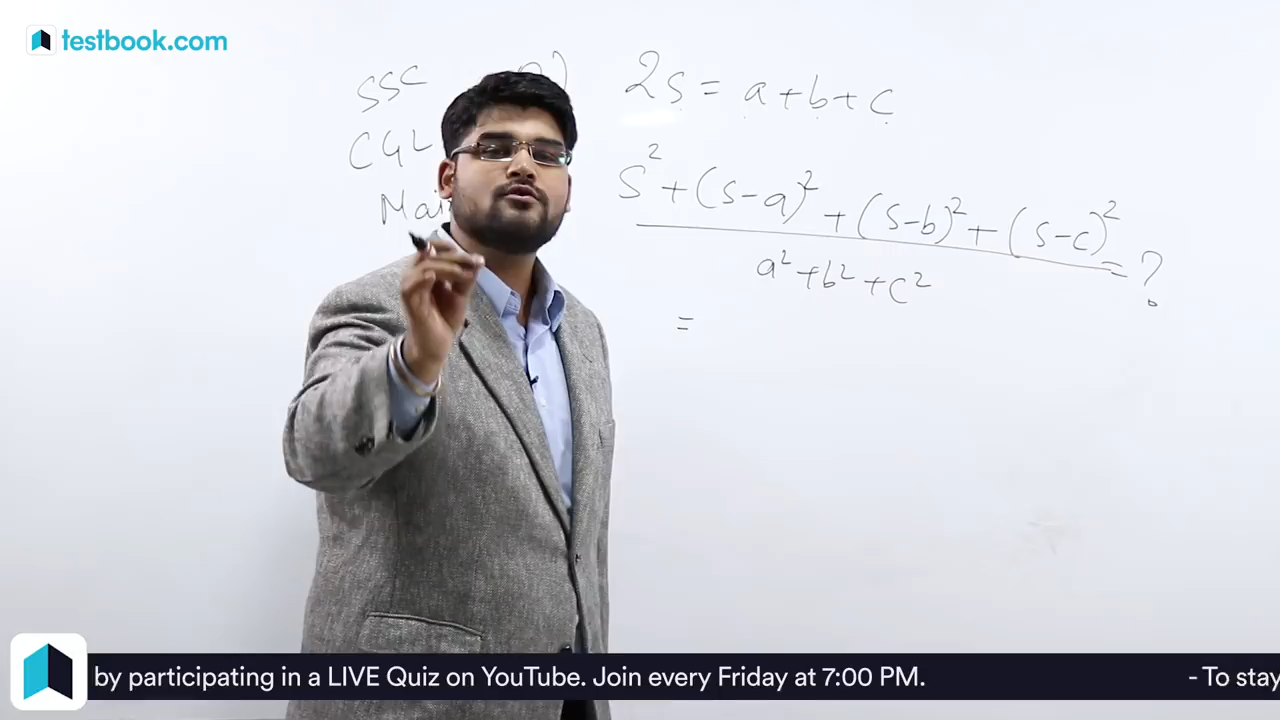 testbook.com
SSC
CGL
2s = a+b+c
s² + (s-a)² + (s-b)² + (s-c)²
= ?
a² + b² + c²
=
by participating in a LIVE Quiz on YouTube. Join every Friday at 7:00 PM.
- To stay